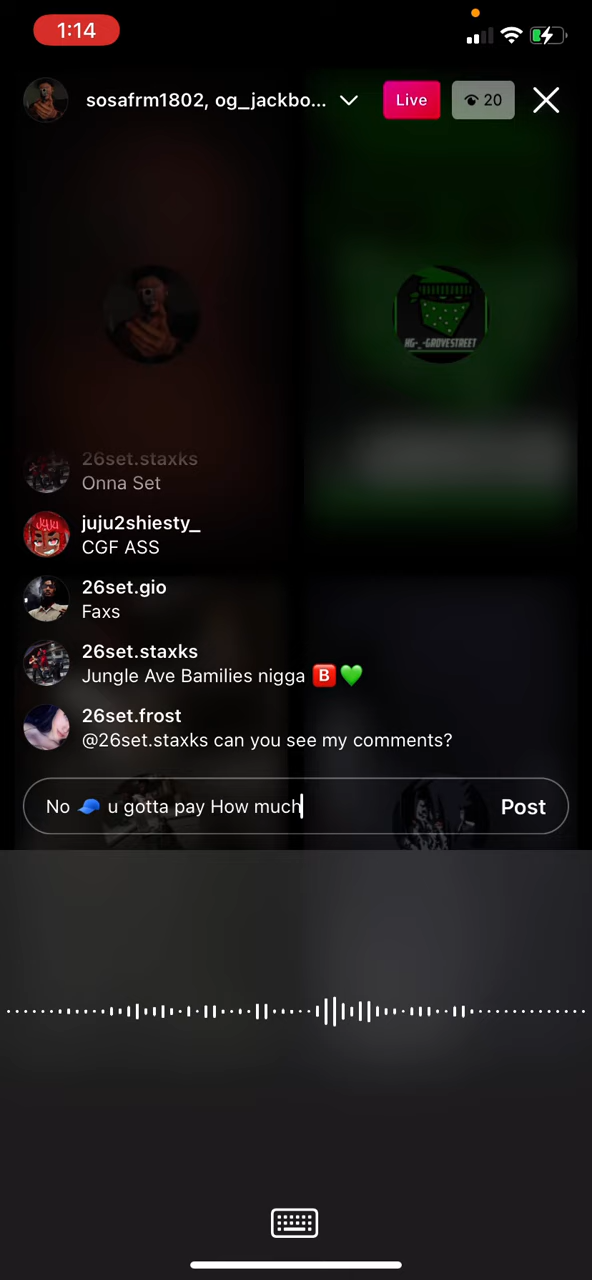 1:14
sosafrm1802, og_jackbo... Live 20
HG-_-GROVESTREET
26set.staxks
Onna Set
juju2shiesty_
CGF ASS
26set.gio
Faxs
26set.staxks
Jungle Ave Bamilies nigga 🅱️💚
26set.frost
@26set.staxks can you see my comments?
No 🧢 u gotta pay How much Post